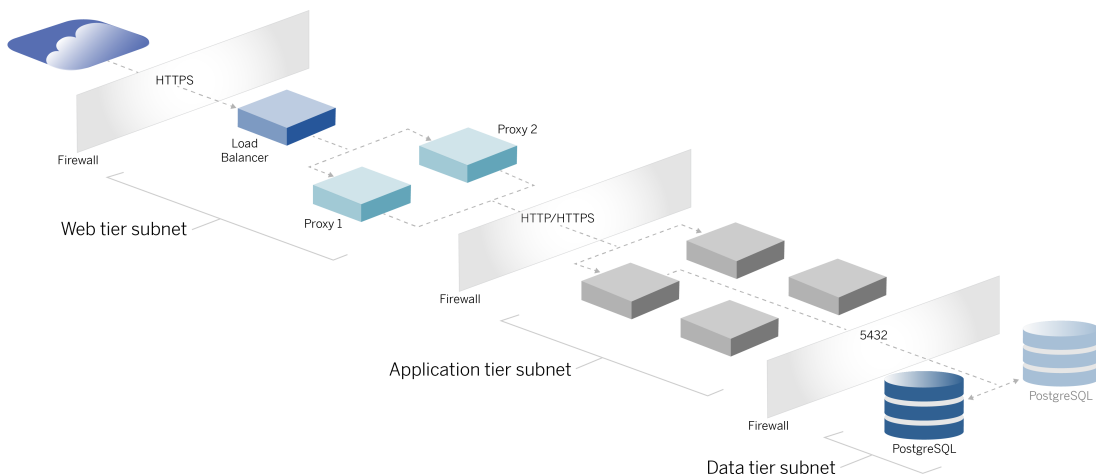 HTTPS
Firewall
Load
Balancer
Proxy 2
Proxy 1
Web tier subnet
HTTP/HTTPS
Firewall
Application tier subnet
5432
Firewall
PostgreSQL
PostgreSQL
Data tier subnet